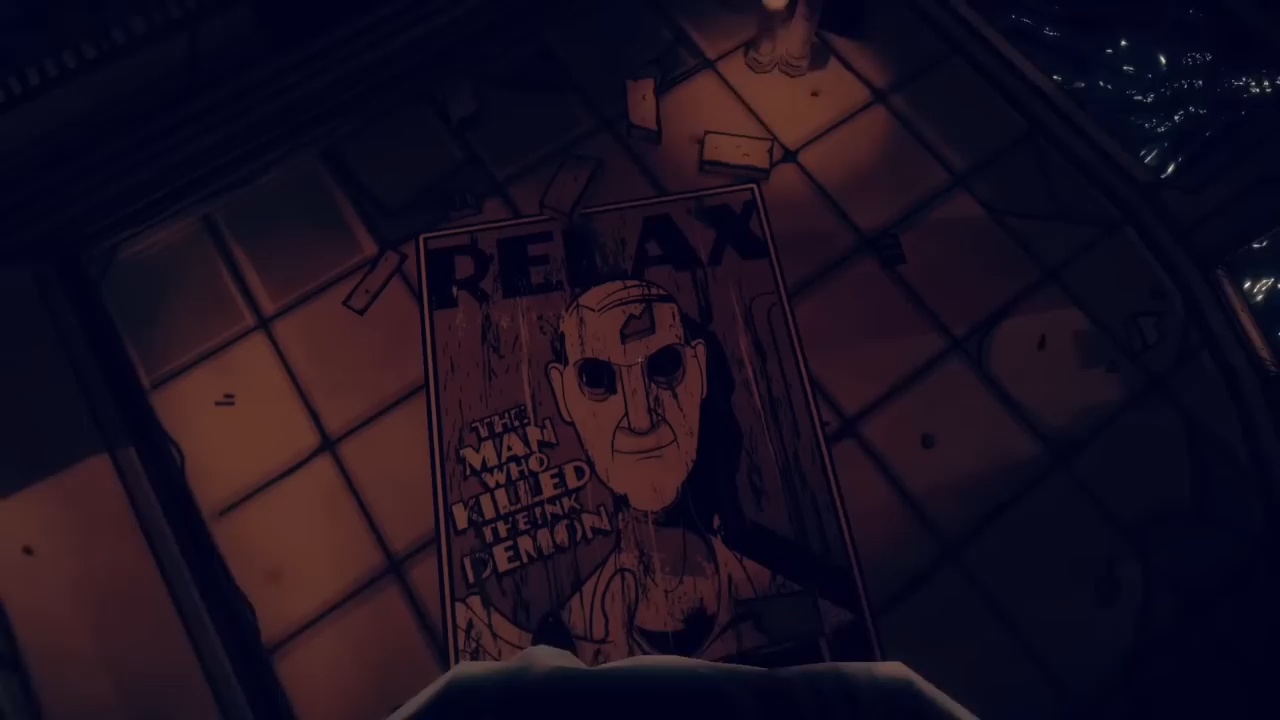 RELAX
THE
MAN
WHO
KILLED
THE INK
DEMON